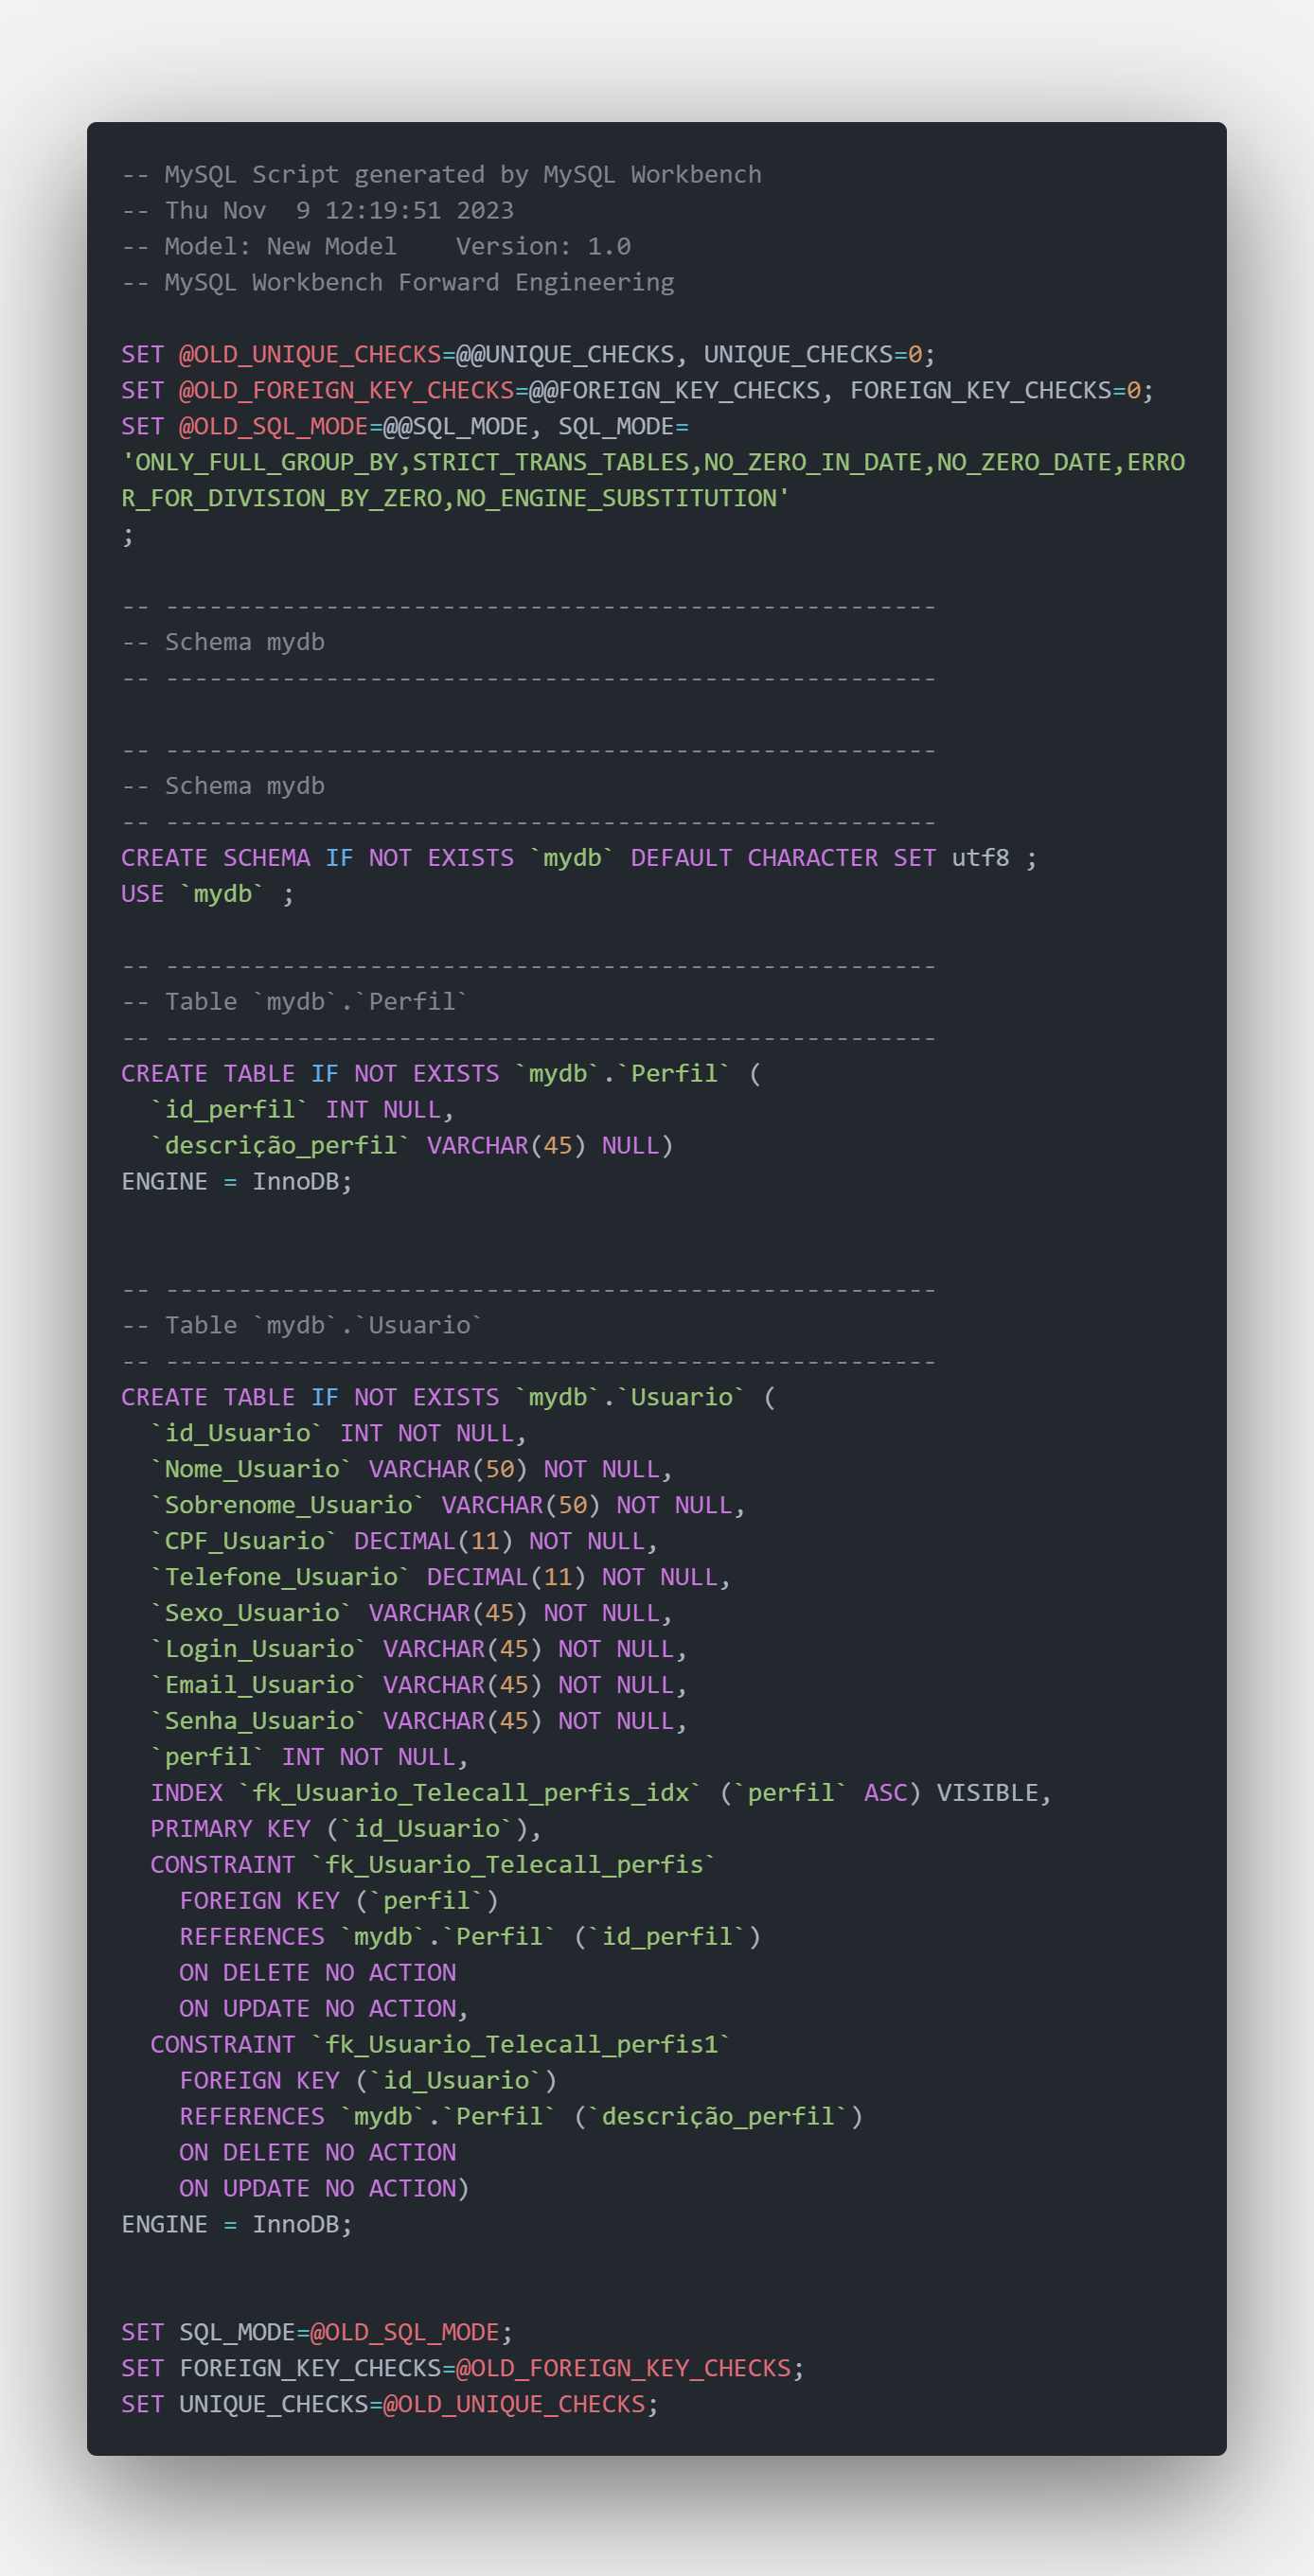 -- MySQL Script generated by MySQL Workbench
-- Thu Nov  9 12:19:51 2023
-- Model: New Model    Version: 1.0
-- MySQL Workbench Forward Engineering

SET @OLD_UNIQUE_CHECKS=@@UNIQUE_CHECKS, UNIQUE_CHECKS=0;
SET @OLD_FOREIGN_KEY_CHECKS=@@FOREIGN_KEY_CHECKS, FOREIGN_KEY_CHECKS=0;
SET @OLD_SQL_MODE=@@SQL_MODE, SQL_MODE=
'ONLY_FULL_GROUP_BY,STRICT_TRANS_TABLES,NO_ZERO_IN_DATE,NO_ZERO_DATE,ERRO
R_FOR_DIVISION_BY_ZERO,NO_ENGINE_SUBSTITUTION'
;

-- -----------------------------------------------------
-- Schema mydb
-- -----------------------------------------------------

-- -----------------------------------------------------
-- Schema mydb
-- -----------------------------------------------------
CREATE SCHEMA IF NOT EXISTS `mydb` DEFAULT CHARACTER SET utf8 ;
USE `mydb` ;

-- -----------------------------------------------------
-- Table `mydb`.`Perfil`
-- -----------------------------------------------------
CREATE TABLE IF NOT EXISTS `mydb`.`Perfil` (
  `id_perfil` INT NULL,
  `descrição_perfil` VARCHAR(45) NULL)
ENGINE = InnoDB;


-- -----------------------------------------------------
-- Table `mydb`.`Usuario`
-- -----------------------------------------------------
CREATE TABLE IF NOT EXISTS `mydb`.`Usuario` (
  `id_Usuario` INT NOT NULL,
  `Nome_Usuario` VARCHAR(50) NOT NULL,
  `Sobrenome_Usuario` VARCHAR(50) NOT NULL,
  `CPF_Usuario` DECIMAL(11) NOT NULL,
  `Telefone_Usuario` DECIMAL(11) NOT NULL,
  `Sexo_Usuario` VARCHAR(45) NOT NULL,
  `Login_Usuario` VARCHAR(45) NOT NULL,
  `Email_Usuario` VARCHAR(45) NOT NULL,
  `Senha_Usuario` VARCHAR(45) NOT NULL,
  `perfil` INT NOT NULL,
  INDEX `fk_Usuario_Telecall_perfis_idx` (`perfil` ASC) VISIBLE,
  PRIMARY KEY (`id_Usuario`),
  CONSTRAINT `fk_Usuario_Telecall_perfis`
    FOREIGN KEY (`perfil`)
    REFERENCES `mydb`.`Perfil` (`id_perfil`)
    ON DELETE NO ACTION
    ON UPDATE NO ACTION,
  CONSTRAINT `fk_Usuario_Telecall_perfis1`
    FOREIGN KEY (`id_Usuario`)
    REFERENCES `mydb`.`Perfil` (`descrição_perfil`)
    ON DELETE NO ACTION
    ON UPDATE NO ACTION)
ENGINE = InnoDB;


SET SQL_MODE=@OLD_SQL_MODE;
SET FOREIGN_KEY_CHECKS=@OLD_FOREIGN_KEY_CHECKS;
SET UNIQUE_CHECKS=@OLD_UNIQUE_CHECKS;